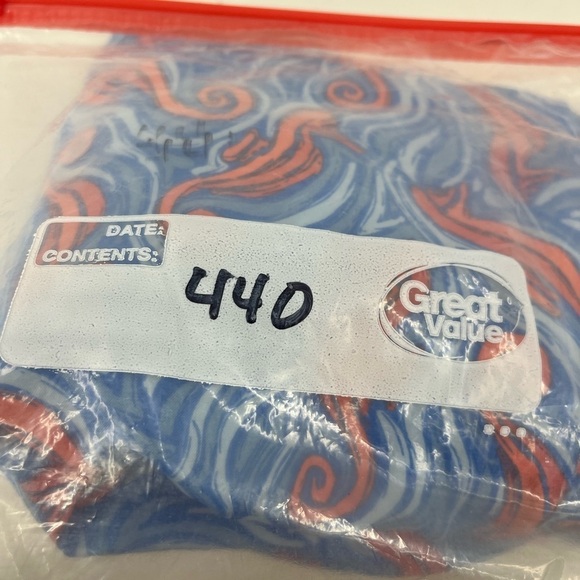 DATE:
CONTENTS:
440
Great
Value